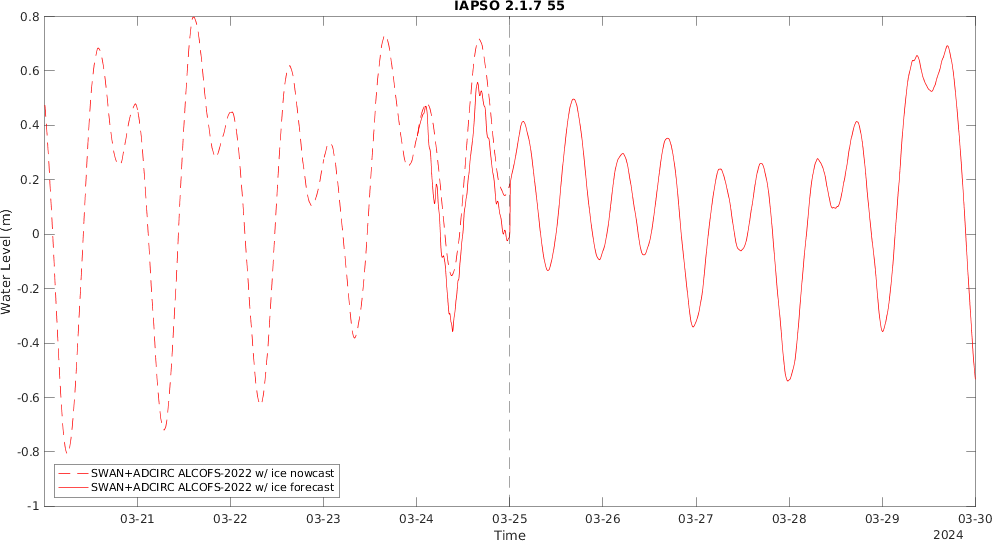 IAPSO 2.1.7 55
0.8
0.6
0.4
0.2
0
-0.2
-0.4
-0.6
-0.8
-1
Water Level (m)
SWAN+ADCIRC ALCOFS-2022 w/ ice nowcast
SWAN+ADCIRC ALCOFS-2022 w/ ice forecast
03-21 03-22 03-23 03-24 03-25 03-26 03-27 03-28 03-29 03-30
Time
2024